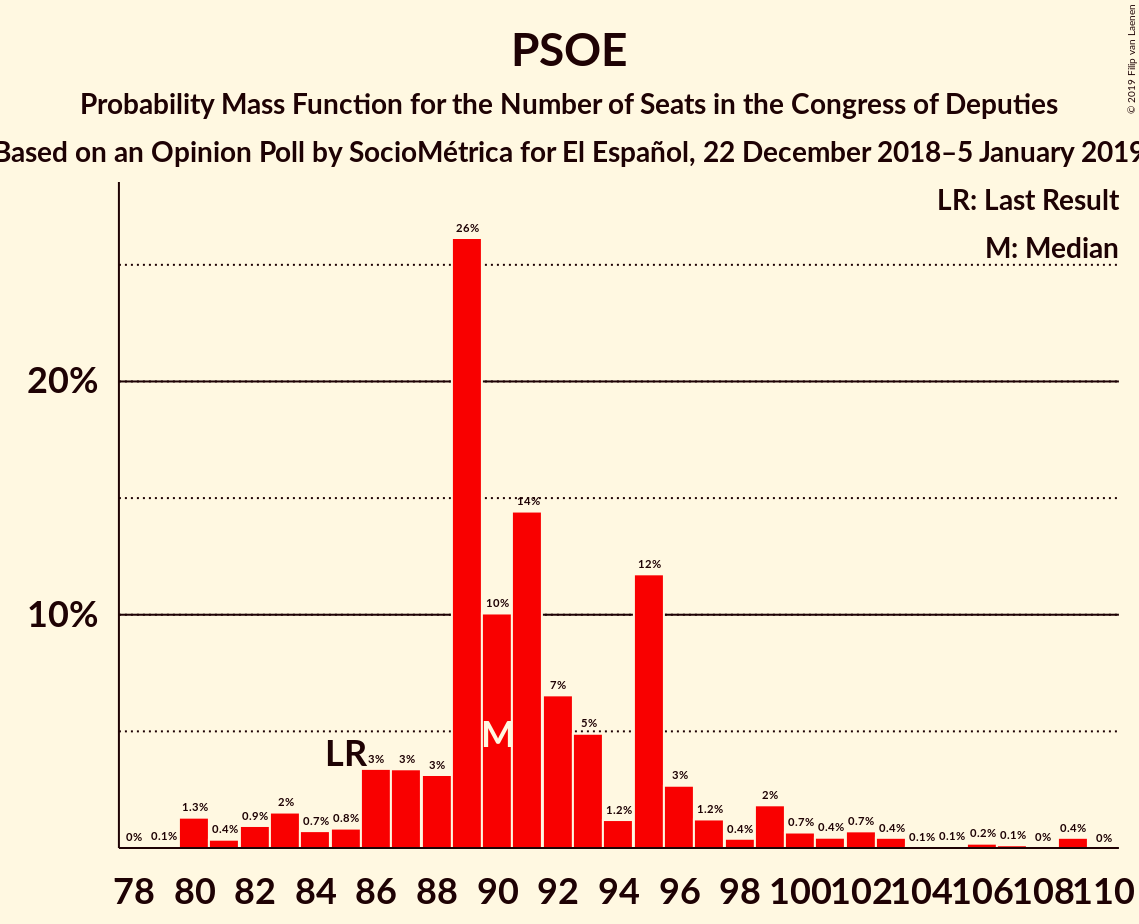 PSOE
Probability Mass Function for the Number of Seats in the Congress of Deputies
Based on an Opinion Poll by SocioMétrica for El Español, 22 December 2018–5 January 2019
© 2019 Filip van Laenen
LR: Last Result
M: Median
26%
20%
14%
12%
10%
10%
7%
5%
M
LR
3%
3%
3%
3%
2%
2%
1.3%
1.2%
1.2%
0% 0.1% 0.4% 0.9% 0.7% 0.8% 0.4% 0.7% 0.4% 0.7% 0.4% 0.1% 0.1% 0.2% 0.1% 0% 0.4% 0%
78 80 82 84 86 88 90 92 94 96 98 100 102 104 106 108 110